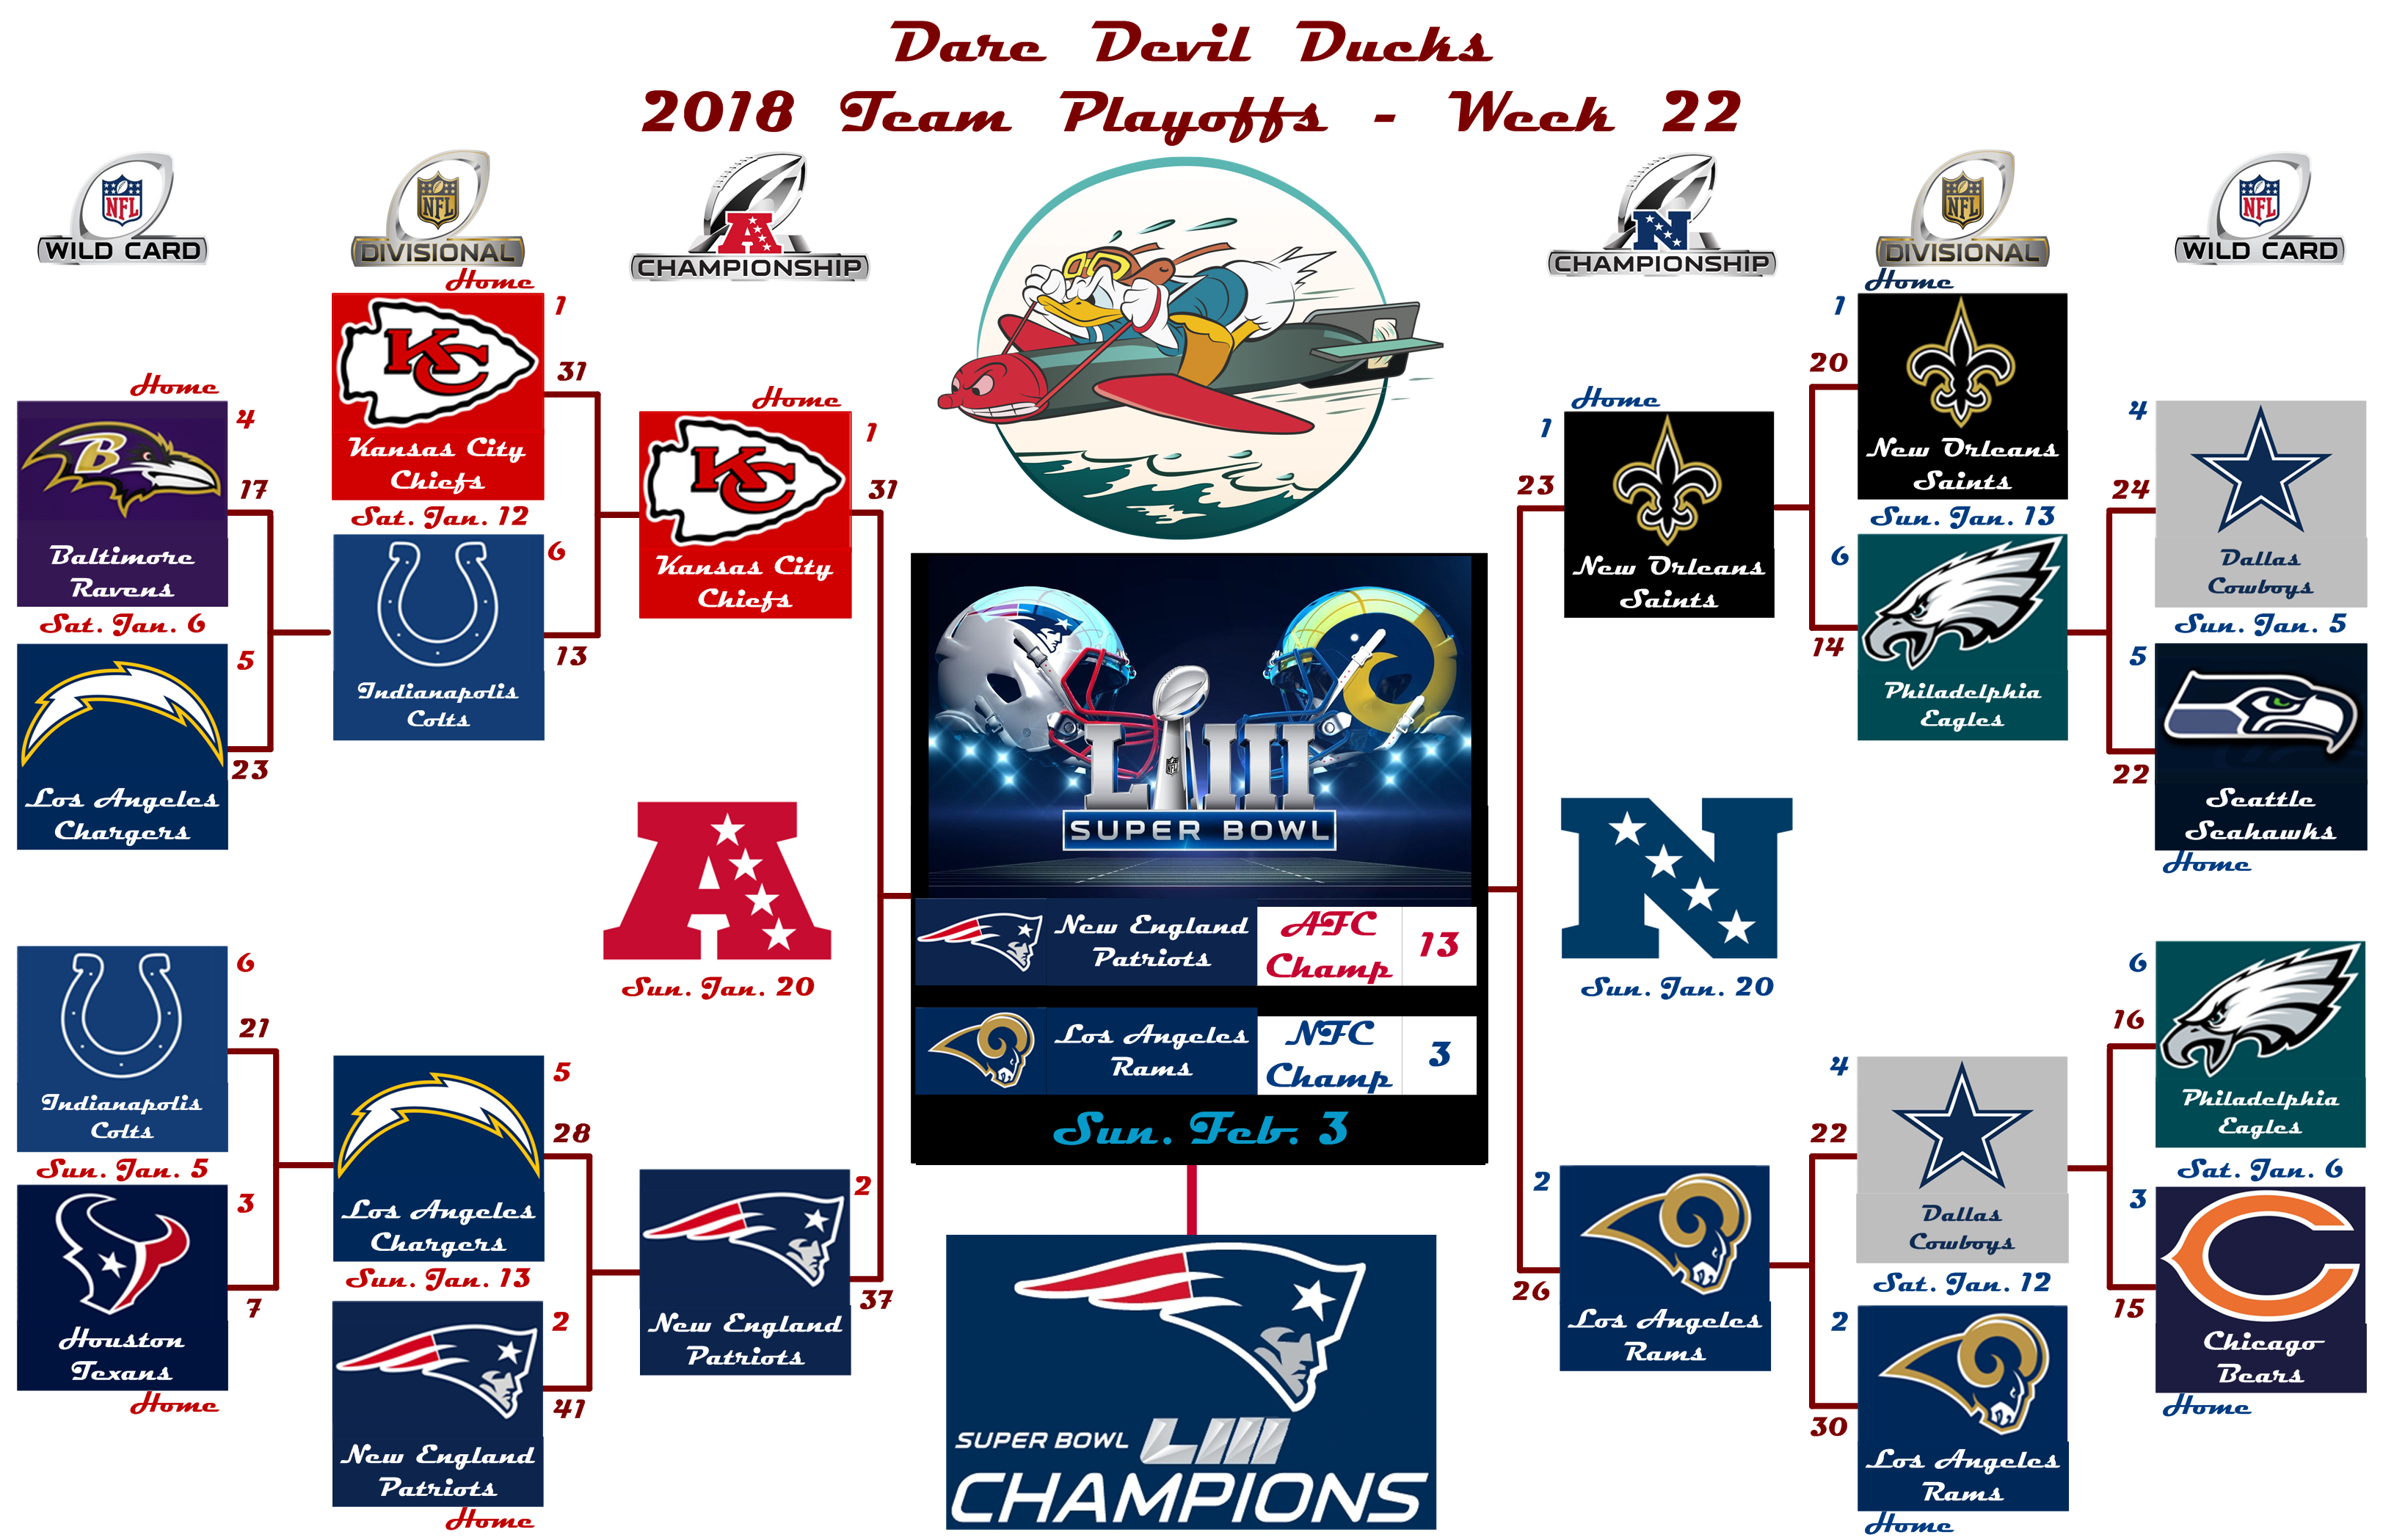 Dare Devil Ducks
2018 Team Playoffs - Week 22
NFL
WILD CARD
NFL
DIVISIONAL
A
CHAMPIONSHIP
N
CHAMPIONSHIP
NFL
DIVISIONAL
NFL
WILD CARD
Home
4
B
17
Baltimore
Ravens
Sat. Jan. 6
5
23
Los Angeles
Chargers
6
21
Indianapolis
Colts
Sun. Jan. 5
3
7
Houston
Texans
Home
Home
1
KC
31
Kansas City
Chiefs
Sat. Jan. 12
6
13
Indianapolis
Colts
5
28
Los Angeles
Chargers
Sun. Jan. 13
2
41
New England
Patriots
Home
Home
1
KC
31
Kansas City
Chiefs
A
Sun. Jan. 20
2
37
New England
Patriots
LIII
NFL
SUPER BOWL
New England
Patriots
AFC
Champ
13
Los Angeles
Rams
NFC
Champ
3
Sun. Feb. 3
SUPER BOWL LIII
CHAMPIONS
Home
1
23
New Orleans
Saints
N
Sun. Jan. 20
2
26
Los Angeles
Rams
Home
1
20
New Orleans
Saints
Sun. Jan. 13
6
14
Philadelphia
Eagles
4
22
Dallas
Cowboys
Sat. Jan. 12
2
30
Los Angeles
Rams
Home
4
24
Dallas
Cowboys
Sun. Jan. 5
5
22
Seattle
Seahawks
Home
6
16
Philadelphia
Eagles
Sat. Jan. 6
3
15
Chicago
Bears
Home